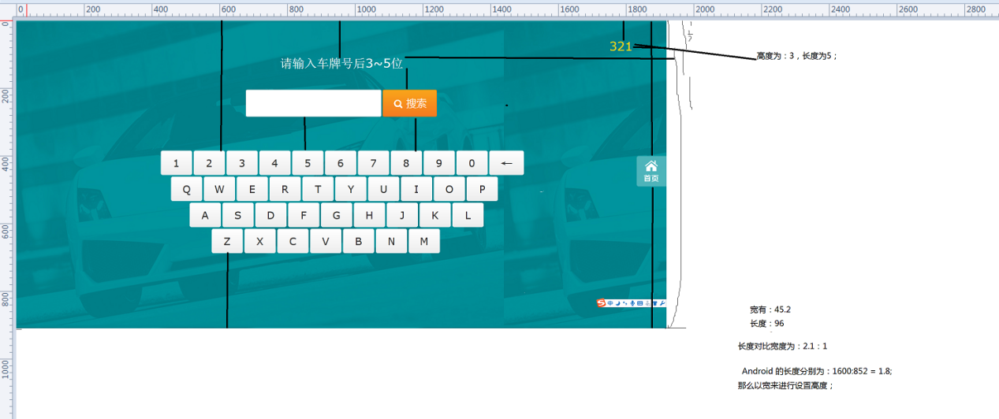 0 200 400 600 800 1000 1200 1400 1600 1800 2000 2200 2400 2600 2800
0
200
400
600
800
1000
321
高度为：3，长度为5；
请输入车牌号后3~5位
搜索
1 2 3 4 5 6 7 8 9 0 ←
首页
Q W E R T Y U I O P
A S D F G H J K L
Z X C V B N M
中
宽有：45.2
长度：96
长度对比宽度为：2.1：1
Android 的长度分别为：1600:852 = 1.8;
那么以宽来进行设置高度；